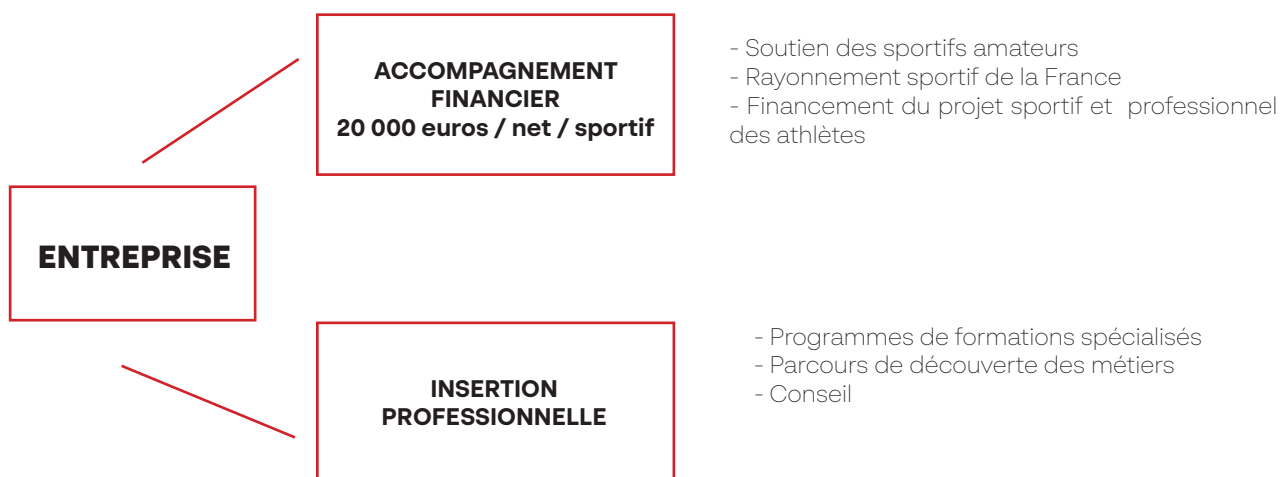 ACCOMPAGNEMENT
FINANCIER
20 000 euros / net / sportif
- Soutien des sportifs amateurs
- Rayonnement sportif de la France
- Financement du projet sportif et professionnel
des athlètes
ENTREPRISE
INSERTION
PROFESSIONNELLE
- Programmes de formations spécialisés
- Parcours de découverte des métiers
- Conseil